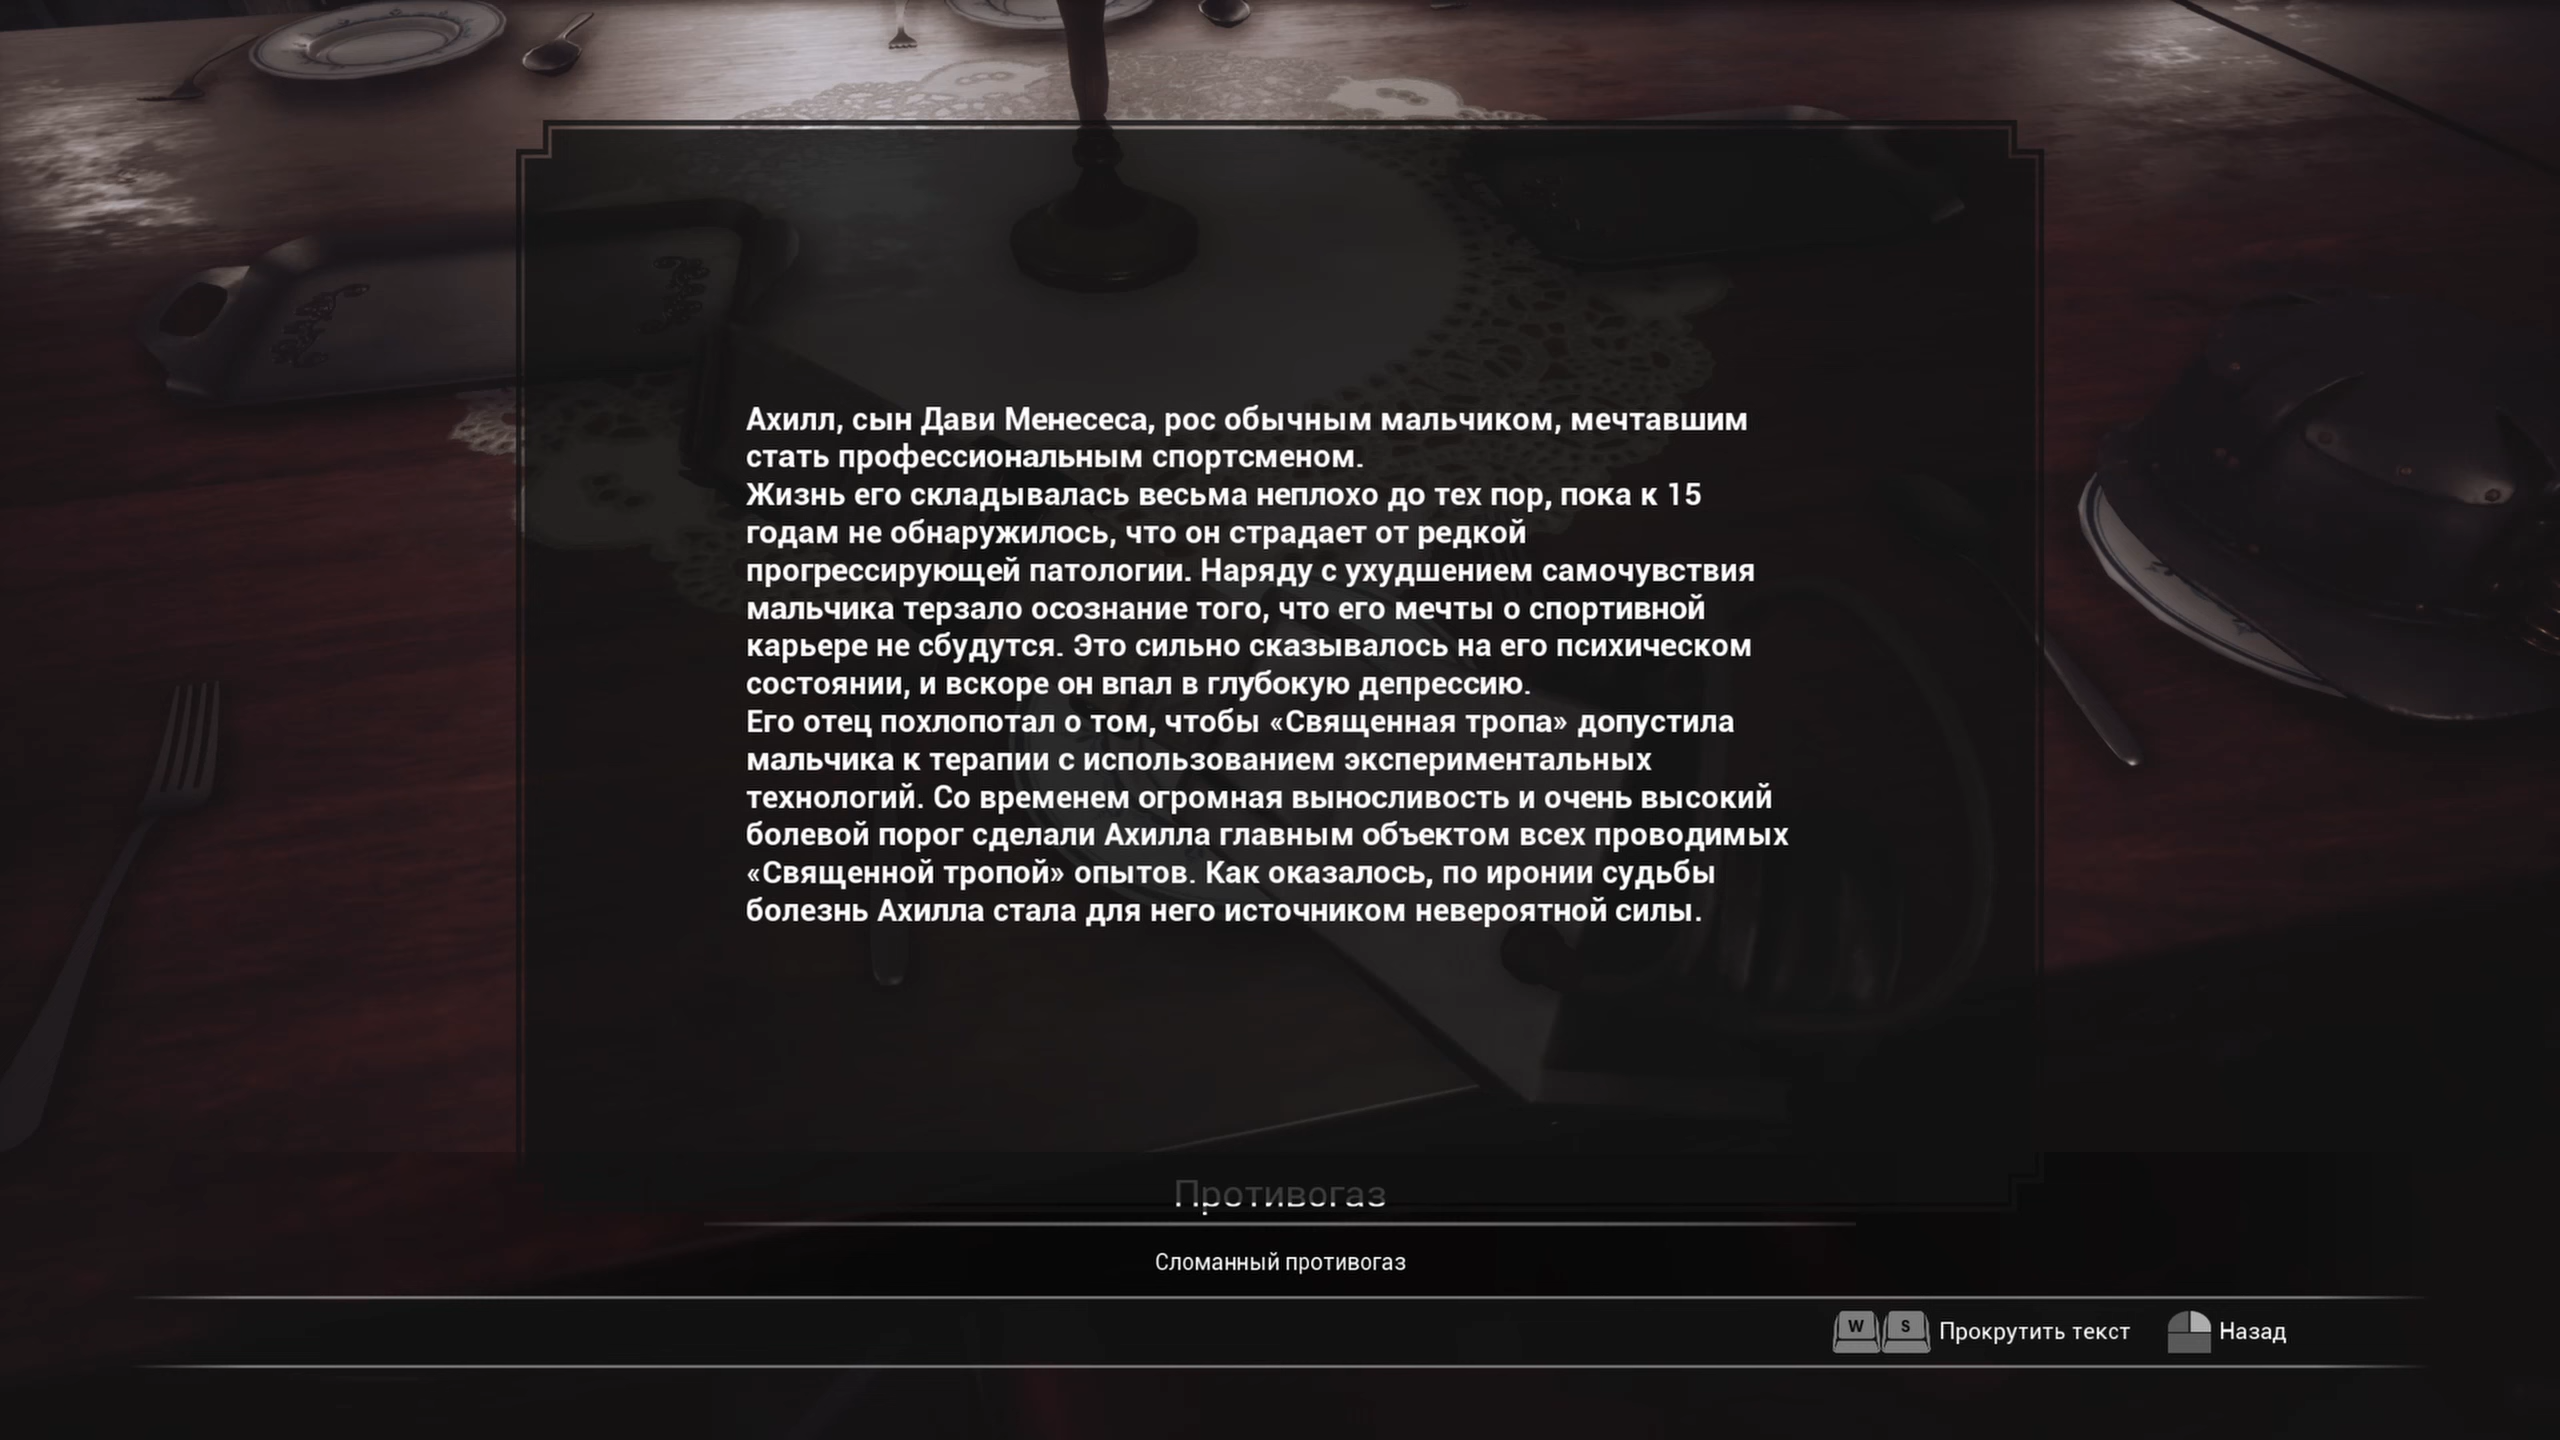 Ахилл, сын Дави Менесеса, рос обычным мальчиком, мечтавшим
стать профессиональным спортсменом.
Жизнь его складывалась весьма неплохо до тех пор, пока к 15
годам не обнаружилось, что он страдает от редкой
прогрессирующей патологии. Наряду с ухудшением самочувствия
мальчика терзало осознание того, что его мечты о спортивной
карьере не сбудутся. Это сильно сказывалось на его психическом
состоянии, и вскоре он впал в глубокую депрессию.
Его отец похлопотал о том, чтобы «Священная тропа» допустила
мальчика к терапии с использованием экспериментальных
технологий. Со временем огромная выносливость и очень высокий
болевой порог сделали Ахилла главным объектом всех проводимых
«Священной тропой» опытов. Как оказалось, по иронии судьбы
болезнь Ахилла стала для него источником невероятной силы.
Противогаз
Сломанный противогаз
W S Прокрутить текст Назад